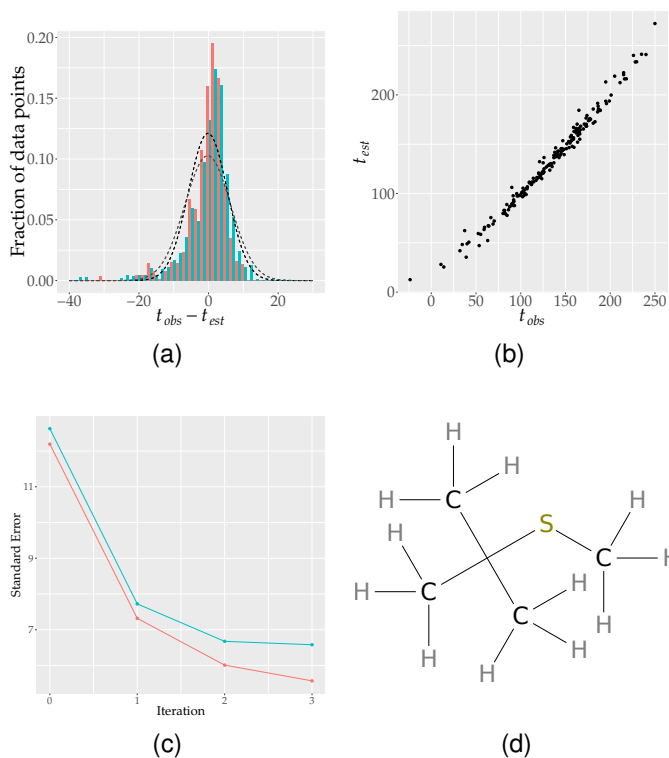 0.20
0.15
0.10
0.05
0.00
Fraction of data points
−40 −20 0 20
t_obs − t_est
(a)
200
100
0
t_est
0 50 100 150 200 250
t_obs
(b)
11
9
7
Standard Error
0 1 2 3
Iteration
(c)
H
H
H C S H
H
H C C H
H C H
H H
H H
(d)